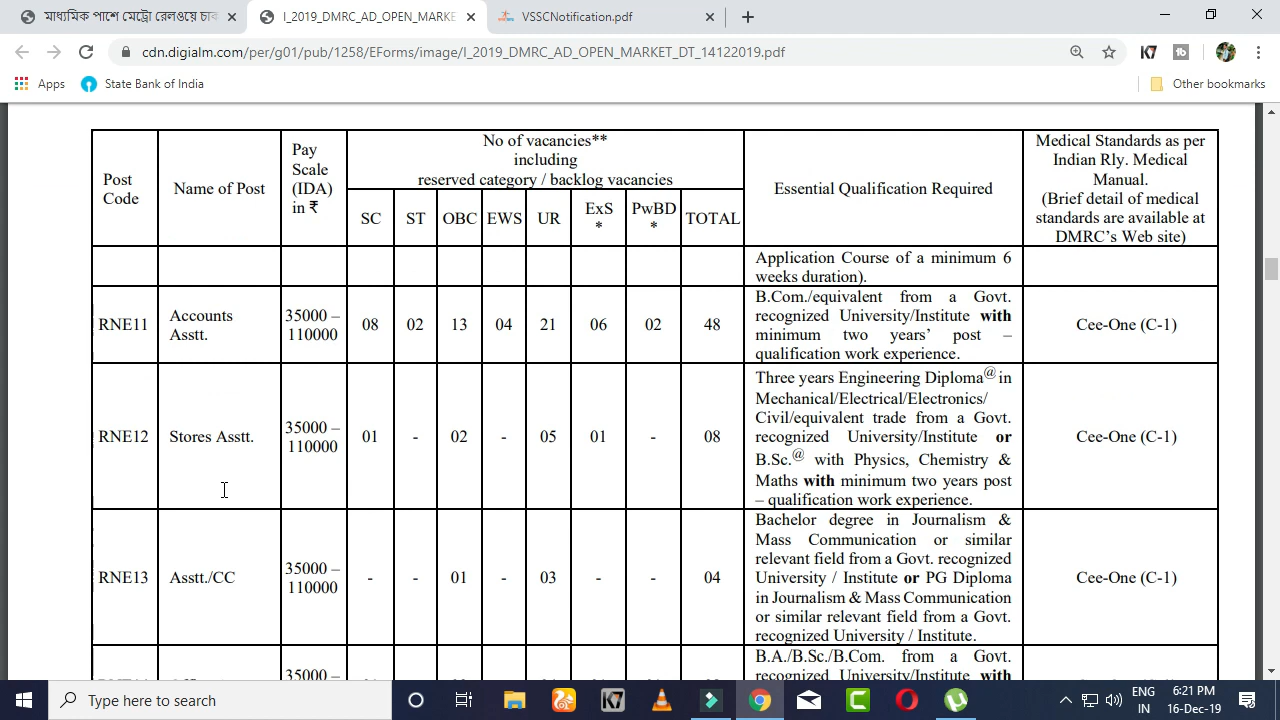 মাধ্যমিক পাশে মেট্রো রেলওয়ে চাক
I_2019_DMRC_AD_OPEN_MARKE
VSSCNotification.pdf
cdn.digialm.com/per/g01/pub/1258/EForms/image/I_2019_DMRC_AD_OPEN_MARKET_DT_14122019.pdf
Apps
State Bank of India
Other bookmarks
Post
Code
Name of Post
Pay
Scale
(IDA)
in ₹
No of vacancies**
including
reserved category / backlog vacancies
SC
ST
OBC
EWS
UR
ExS
*
PwBD
*
TOTAL
Essential Qualification Required
Medical Standards as per
Indian Rly. Medical
Manual.
(Brief detail of medical
standards are available at
DMRC's Web site)
Application Course of a minimum 6
weeks duration).
RNE11
Accounts
Asstt.
35000 –
110000
08
02
13
04
21
06
02
48
B.Com./equivalent from a Govt.
recognized University/Institute with
minimum two years' post –
qualification work experience.
Cee-One (C-1)
RNE12
Stores Asstt.
35000 –
110000
01
-
02
-
05
01
-
08
Three years Engineering Diploma@ in
Mechanical/Electrical/Electronics/
Civil/equivalent trade from a Govt.
recognized University/Institute or
B.Sc.@ with Physics, Chemistry &
Maths with minimum two years post
– qualification work experience.
Cee-One (C-1)
RNE13
Asstt./CC
35000 –
110000
-
-
01
-
03
-
-
04
Bachelor degree in Journalism &
Mass Communication or similar
relevant field from a Govt. recognized
University / Institute or PG Diploma
in Journalism & Mass Communication
or similar relevant field from a Govt.
recognized University / Institute.
Cee-One (C-1)
35000 –
B.A./B.Sc./B.Com. from a Govt.
recognized University/Institute with
Type here to search
K7
ENG
IN
6:21 PM
16-Dec-19